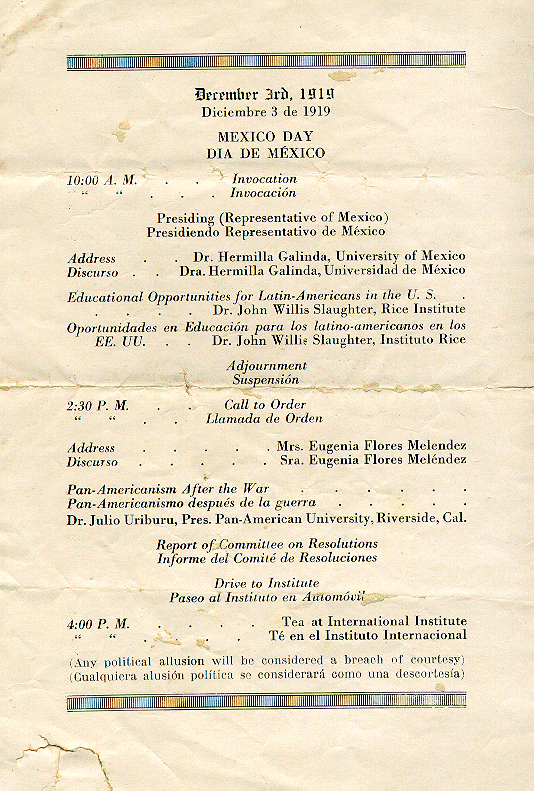 December 3rd, 1919
Diciembre 3 de 1919
MEXICO DAY
DIA DE MÉXICO
10:00 A. M. . . Invocation
“ “ . . . Invocación
Presiding (Representative of Mexico)
Presidiendo Representativo de México
Address . . Dr. Hermilla Galinda, University of Mexico
Discurso . . Dra. Hermilla Galinda, Universidad de México
Educational Opportunities for Latin-Americans in the U. S. .
. . . . Dr. John Willis Slaughter, Rice Institute
Oportunidades en Educación para los latino-americanos en los
EE. UU. . . Dr. John Willis Slaughter, Instituto Rice
Adjournment
Suspensión
2:30 P. M. . . Call to Order
“ “ . . Llamada de Orden
Address . . . . . Mrs. Eugenia Flores Melendez
Discurso . . . . . Sra. Eugenia Flores Meléndez
Pan-Americanism After the War . . . . . .
Pan-Americanismo después de la guerra . . . . .
Dr. Julio Uriburu, Pres. Pan-American University, Riverside, Cal.
Report of Committee on Resolutions
Informe del Comité de Resoluciones
Drive to Institute
Paseo al Instituto en Automóvil
4:00 P. M. . . . . Tea at International Institute
“ “ . . . . Té en el Instituto Internacional
(Any political allusion will be considered a breach of courtesy)
(Cualquiera alusión política se considerará como una descortesía)